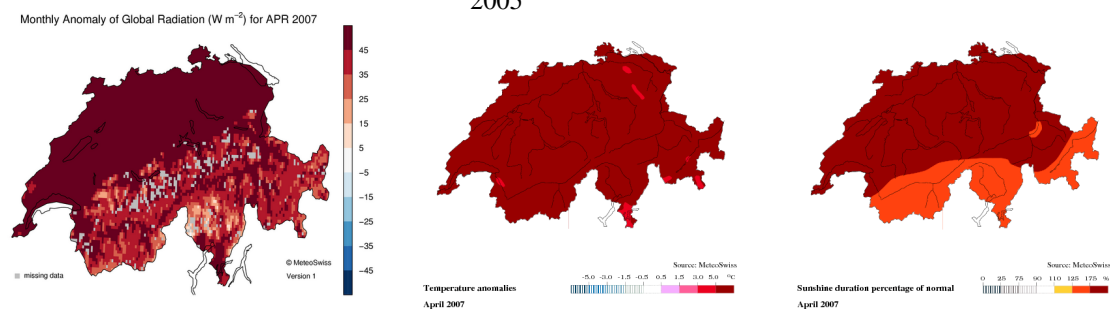 2005
Monthly Anomaly of Global Radiation (W m⁻²) for APR 2007
45
35
25
15
5
−5
−15
−25
−35
−45
missing data
© MeteoSwiss
Version 1
Source: MeteoSwiss
-5.0 -3.0 -1.5 -0.5 0.5 1.5 3.0 5.0 °C
Temperature anomalies
April 2007
Source: MeteoSwiss
0 25 75 90 110 125 175 %
Sunshine duration percentage of normal
April 2007